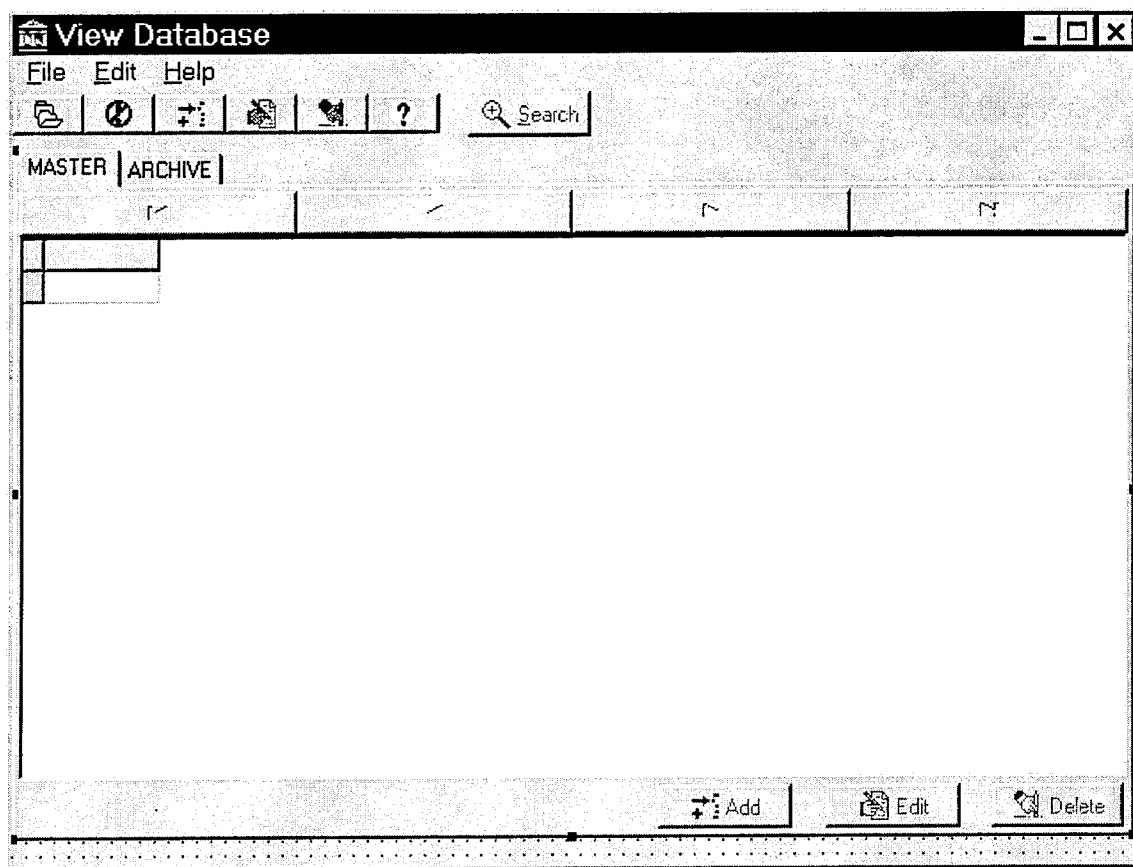 View Database
File Edit Help
? Search
MASTER ARCHIVE
Add Edit Delete